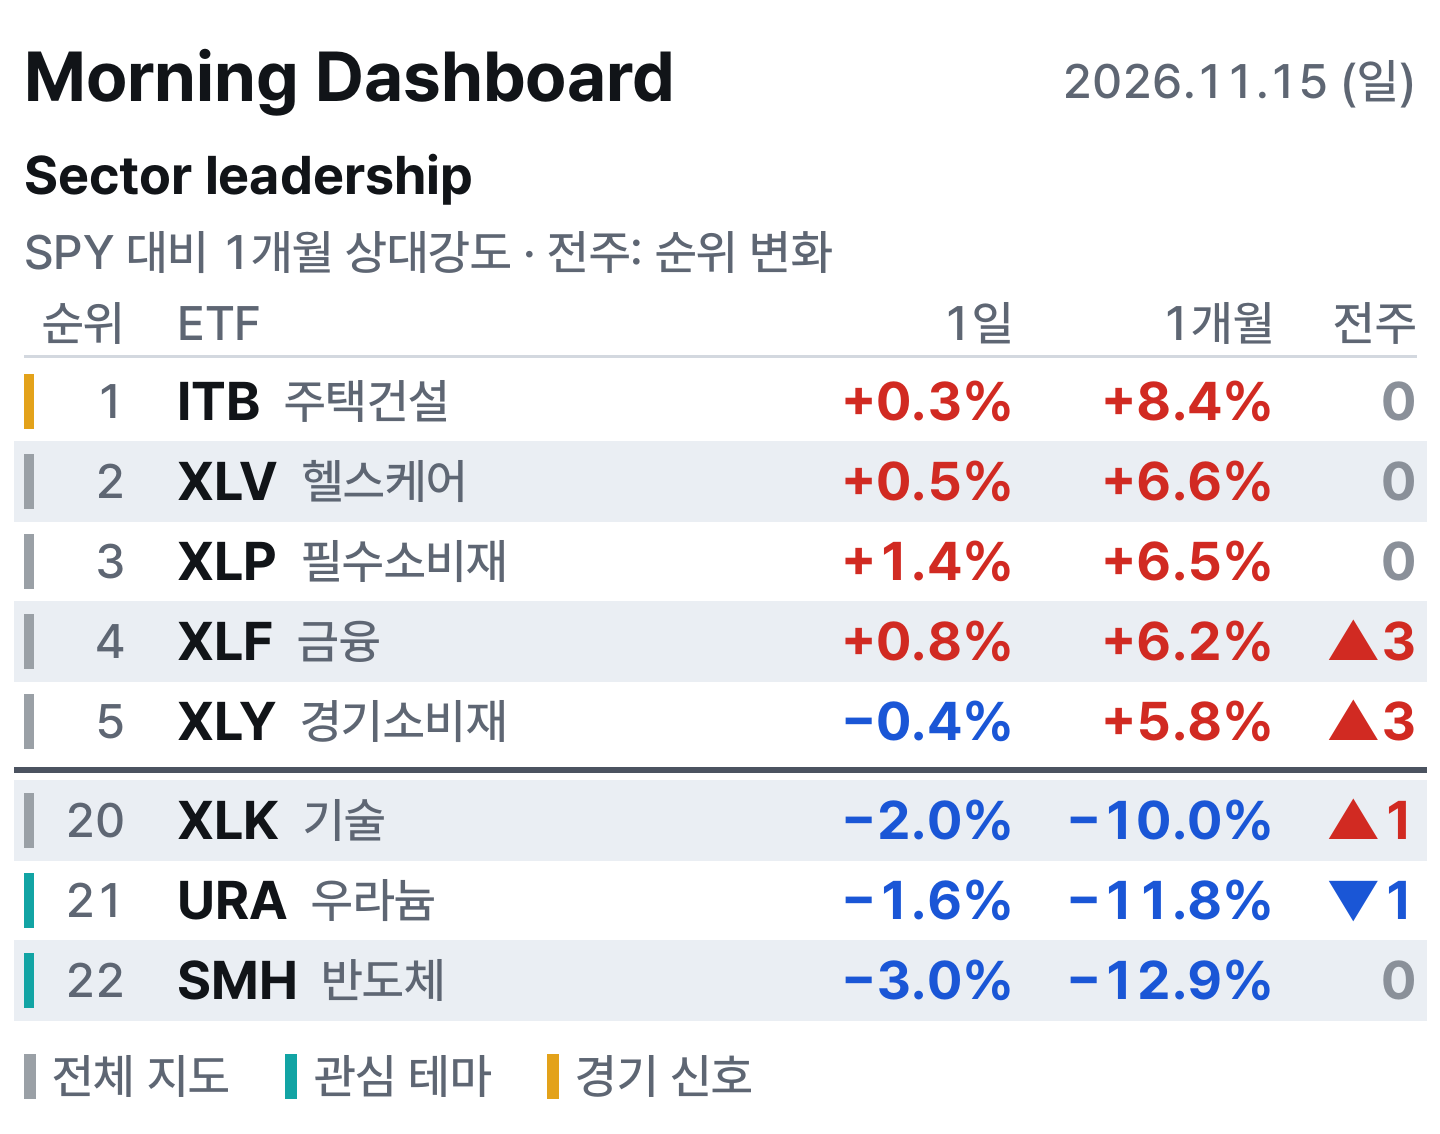 Morning Dashboard 2026.11.15 (일)
Sector leadership
SPY 대비 1개월 상대강도 · 전주: 순위 변화
순위 ETF 1일 1개월 전주
1 ITB 주택건설 +0.3% +8.4% 0
2 XLV 헬스케어 +0.5% +6.6% 0
3 XLP 필수소비재 +1.4% +6.5% 0
4 XLF 금융 +0.8% +6.2% ▲3
5 XLY 경기소비재 −0.4% +5.8% ▲3
20 XLK 기술 −2.0% −10.0% ▲1
21 URA 우라늄 −1.6% −11.8% ▼1
22 SMH 반도체 −3.0% −12.9% 0
전체 지도 관심 테마 경기 신호